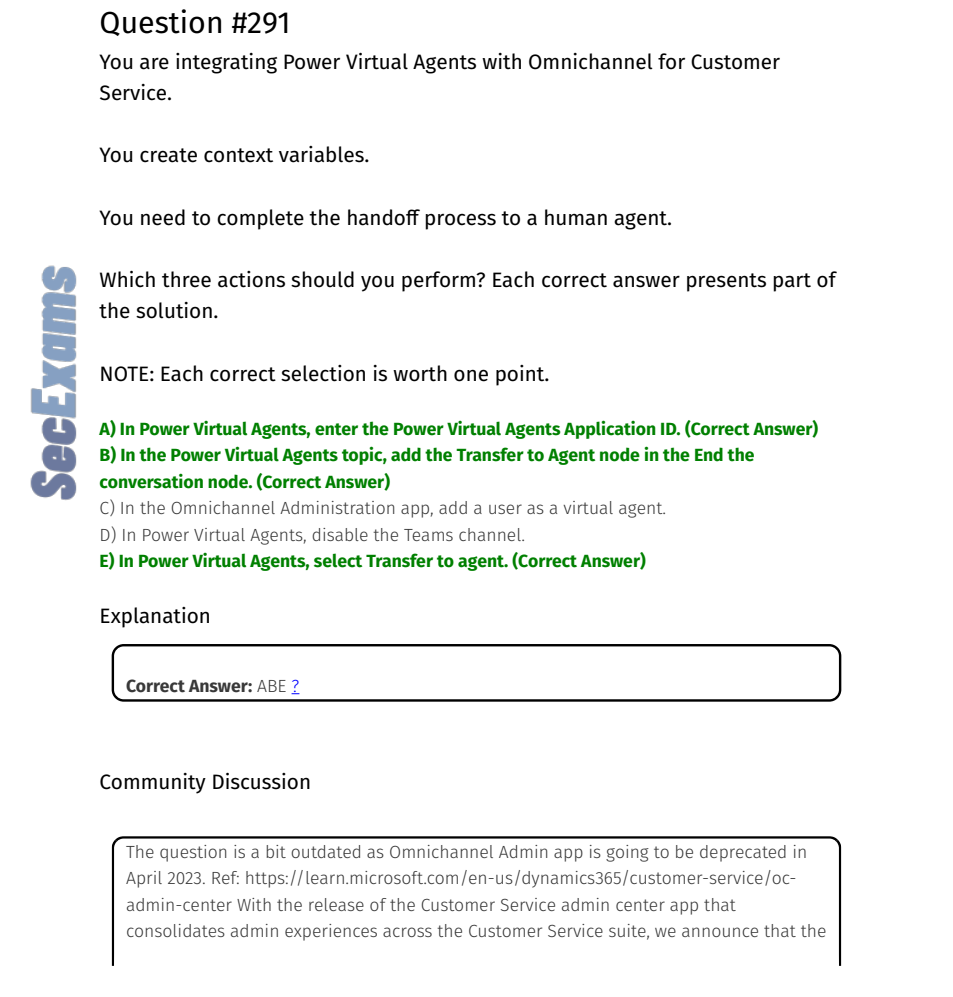 Question #291
You are integrating Power Virtual Agents with Omnichannel for Customer
Service.
You create context variables.
You need to complete the handoff process to a human agent.
Which three actions should you perform? Each correct answer presents part of
the solution.
NOTE: Each correct selection is worth one point.
SecExams
A) In Power Virtual Agents, enter the Power Virtual Agents Application ID. (Correct Answer)
B) In the Power Virtual Agents topic, add the Transfer to Agent node in the End the
conversation node. (Correct Answer)
C) In the Omnichannel Administration app, add a user as a virtual agent.
D) In Power Virtual Agents, disable the Teams channel.
E) In Power Virtual Agents, select Transfer to agent. (Correct Answer)
Explanation
Correct Answer: ABE ?
Community Discussion
The question is a bit outdated as Omnichannel Admin app is going to be deprecated in
April 2023. Ref: https://learn.microsoft.com/en-us/dynamics365/customer-service/oc-
admin-center With the release of the Customer Service admin center app that
consolidates admin experiences across the Customer Service suite, we announce that the